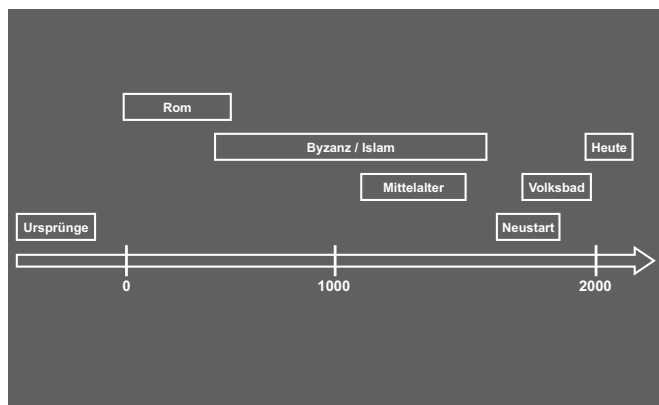 Rom
Byzanz / Islam
Heute
Mittelalter
Volksbad
Ursprünge
Neustart
0
1000
2000